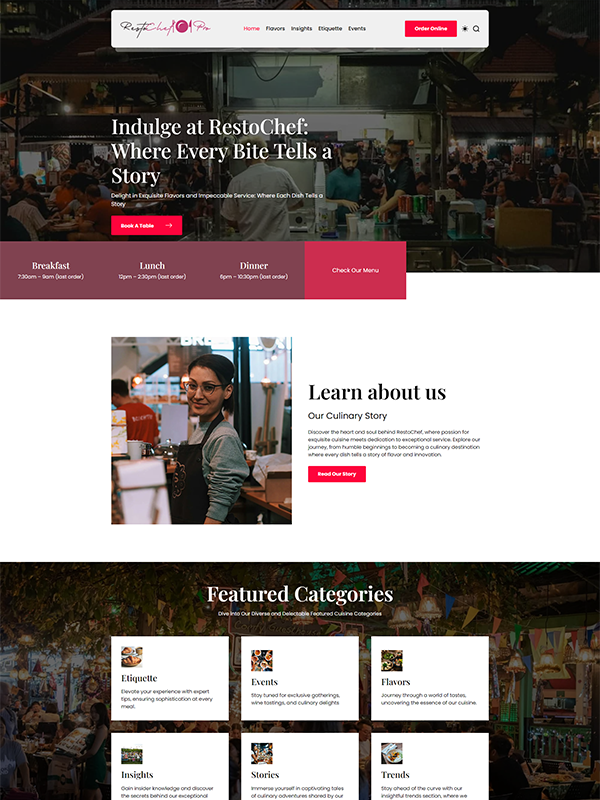 RestoChef Pro
Home Flavors Insights Etiquette Events
Order Online
Indulge at RestoChef:
Where Every Bite Tells a
Story
Delight in Exquisite Flavors and Impeccable Service: Where Each Dish Tells a
Story
Book A Table
Breakfast
7:30am – 9am (last order)
Lunch
12pm – 2:30pm (last order)
Dinner
6pm – 10:30pm (last order)
Check Our Menu
Learn about us
Our Culinary Story
Discover the heart and soul behind RestoChef, where passion for
exquisite cuisine meets dedication to exceptional service. Explore our
journey, from humble beginnings to becoming a culinary destination
where every dish tells a story of flavor and innovation.
Read Our Story
Featured Categories
Dive into Our Diverse and Delectable Featured Cuisine Categories
Etiquette
Elevate your experience with expert
tips, ensuring sophistication at every
meal.
Events
Stay tuned for exclusive gatherings,
wine tastings, and culinary delights
Flavors
Journey through a world of tastes,
uncovering the essence of our cuisine.
Insights
Gain insider knowledge and discover
the secrets behind our exceptional
Stories
Immerse yourself in captivating tales
of culinary adventures shared by our
Trends
Stay ahead of the curve with our
insightful trends section, where we